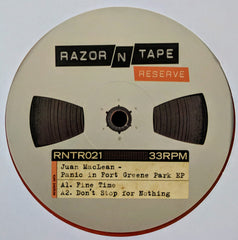 RAZOR N TAPE
RESERVE
RNTR021 33RPM
Juan MacLean -
Panic in Fort Greene Park EP
A1. Fine Time
A2. Don't Stop for Nothing